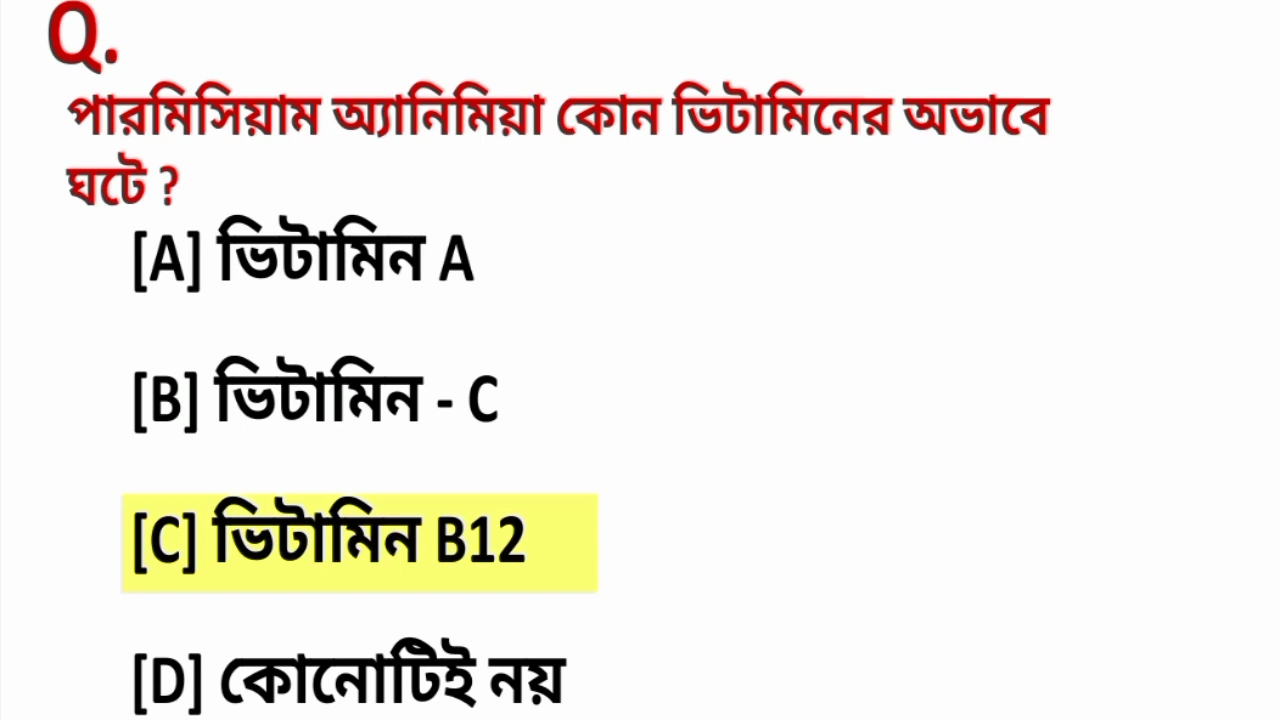 Q.
পারমিসিয়াম অ্যানিমিয়া কোন ভিটামিনের অভাবে
ঘটে ?
[A] ভিটামিন A
[B] ভিটামিন - C
[C] ভিটামিন B12
[D] কোনোটিই নয়